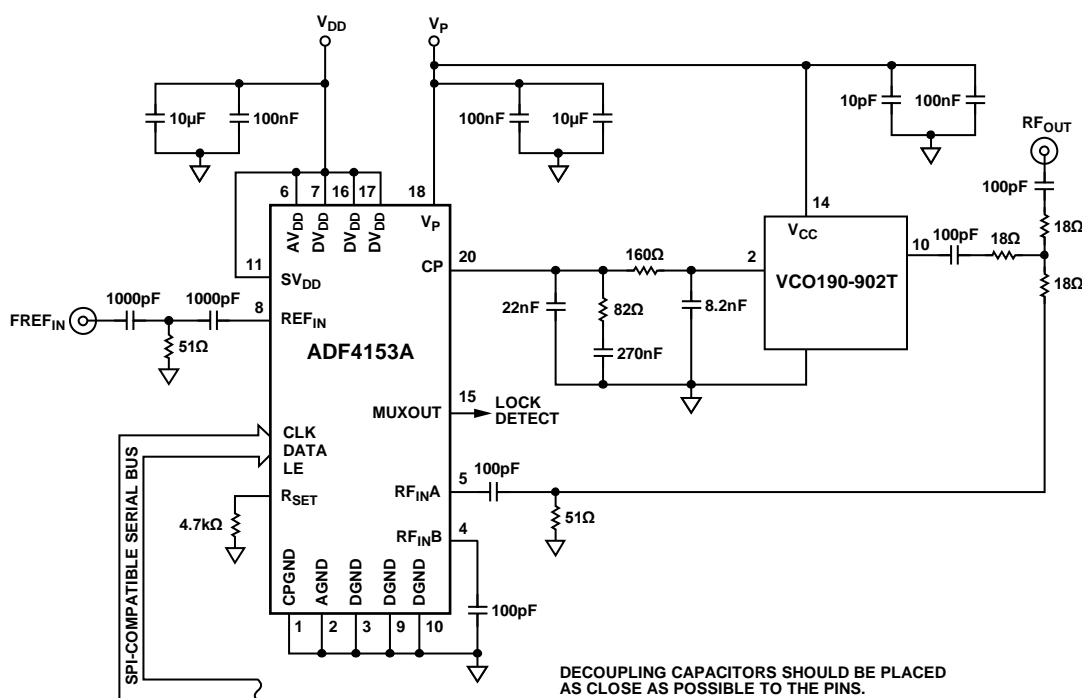 VDD
VP
10µF
100nF
100nF
10µF
10pF
100nF
RFOUT
100pF
18Ω
6
7
16
17
18
AVDD
DVDD
DVDD
DVDD
VP
14
VCC
10
100pF
18Ω
18Ω
11
SVDD
CP
20
160Ω
2
VCO190-902T
22nF
82Ω
8.2nF
270nF
FREFIN
1000pF
1000pF
8
REFIN
51Ω
ADF4153A
MUXOUT
15
LOCK
DETECT
SPI-COMPATIBLE SERIAL BUS
CLK
DATA
LE
100pF
5
RFINA
RSET
4.7kΩ
51Ω
4
RFINB
CPGND
AGND
DGND
DGND
DGND
100pF
1
2
3
9
10
DECOUPLING CAPACITORS SHOULD BE PLACED
AS CLOSE AS POSSIBLE TO THE PINS.